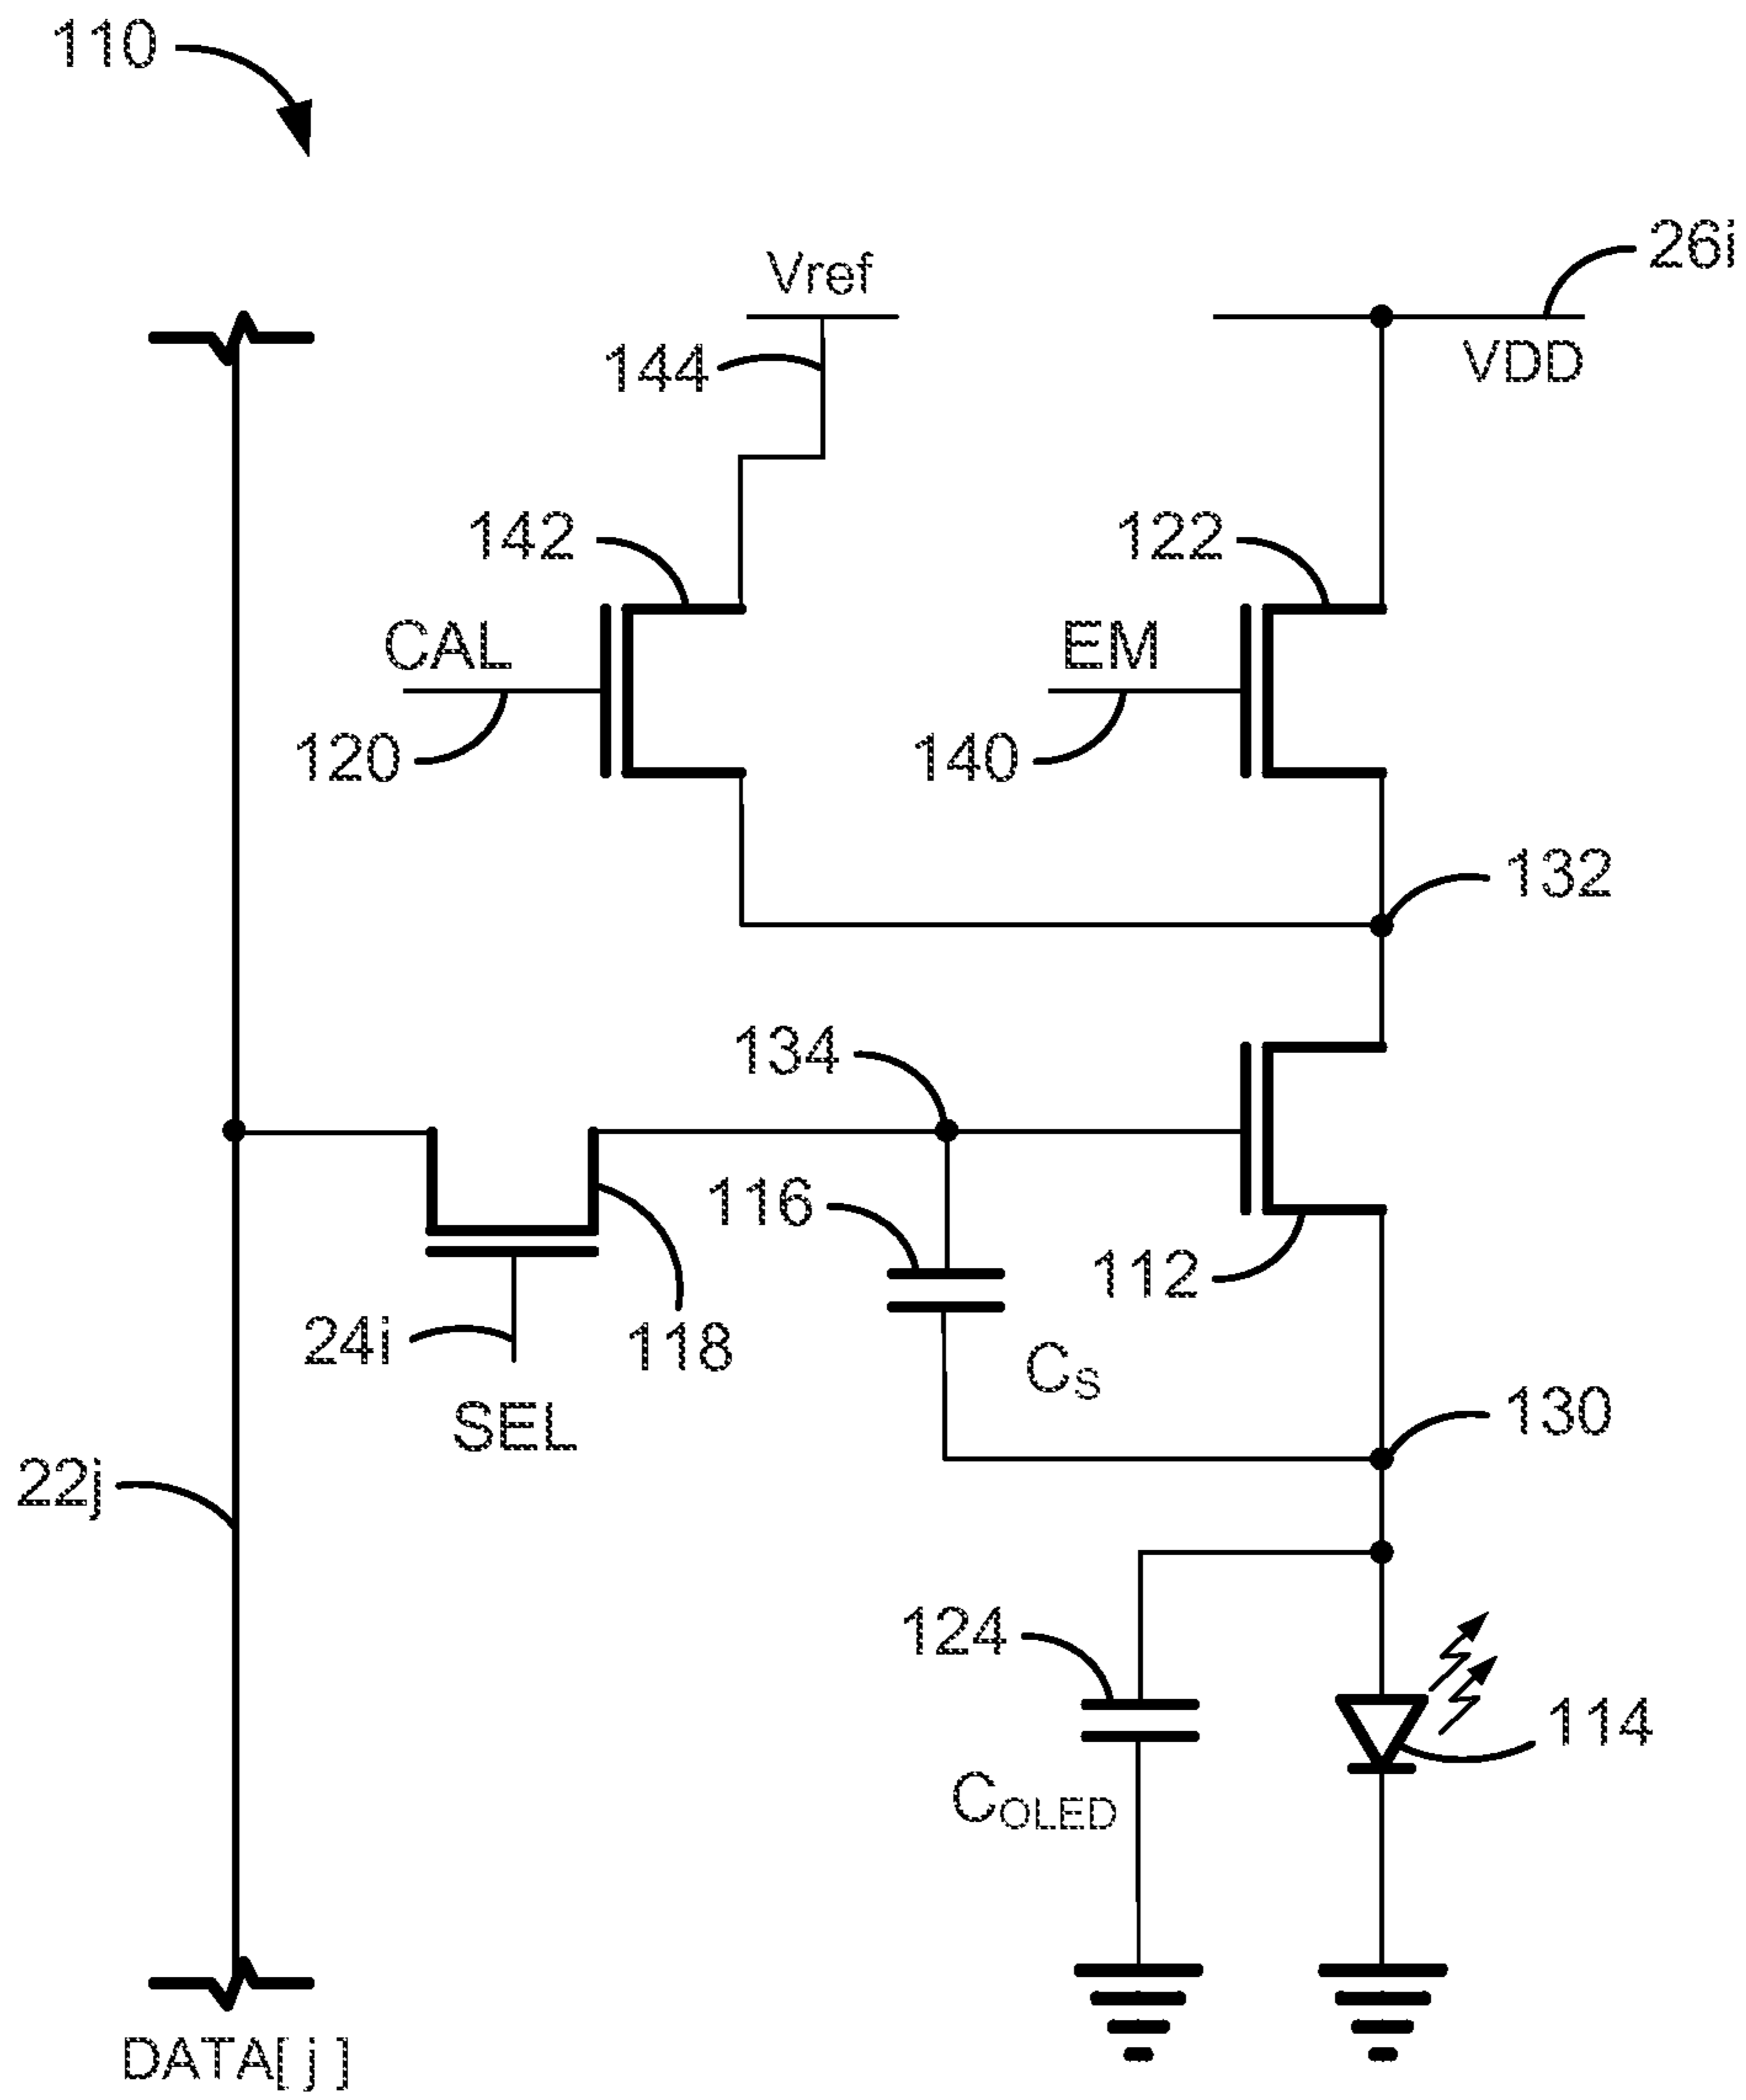 110
26i
Vref
VDD
144
142
122
CAL
EM
120
140
132
134
116
112
24i
118
CS
SEL
130
22j
124
114
COLED
DATA[ j ]